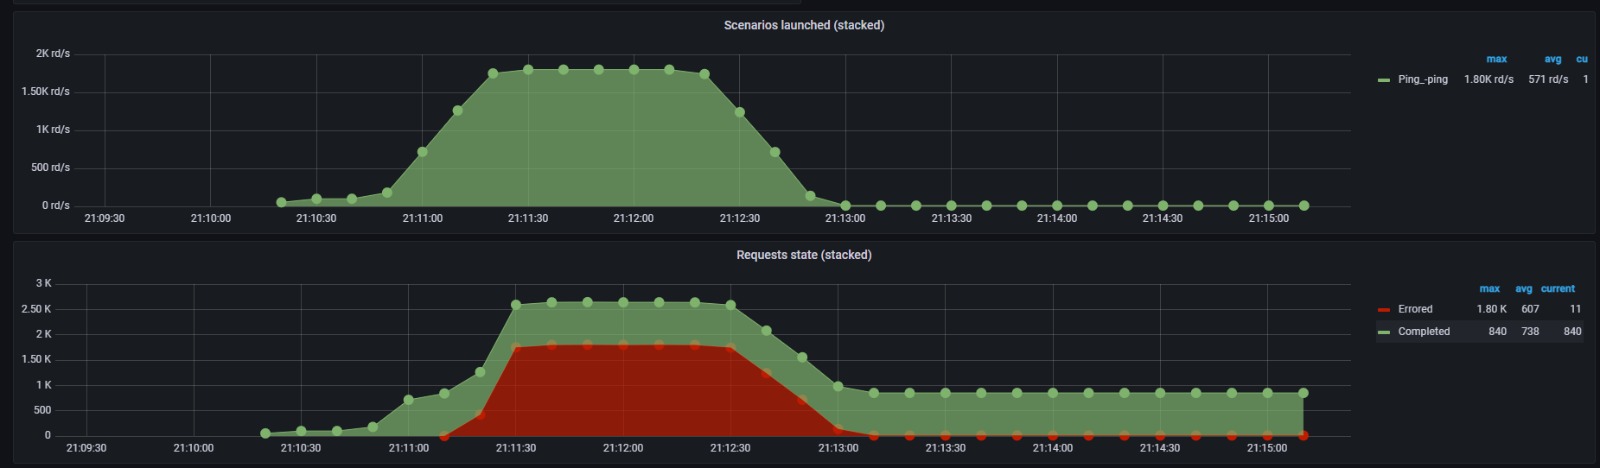 Scenarios launched (stacked)
2K rd/s
1.50K rd/s
1K rd/s
500 rd/s
0 rd/s
21:09:30 21:10:00 21:10:30 21:11:00 21:11:30 21:12:00 21:12:30 21:13:00 21:13:30 21:14:00 21:14:30 21:15:00
max avg cu
Ping_-ping 1.80K rd/s 571 rd/s 1
Requests state (stacked)
3 K
2.50 K
2 K
1.50 K
1 K
500
0
21:09:30 21:10:00 21:10:30 21:11:00 21:11:30 21:12:00 21:12:30 21:13:00 21:13:30 21:14:00 21:14:30 21:15:00
max avg current
Errored 1.80 K 607 11
Completed 840 738 840